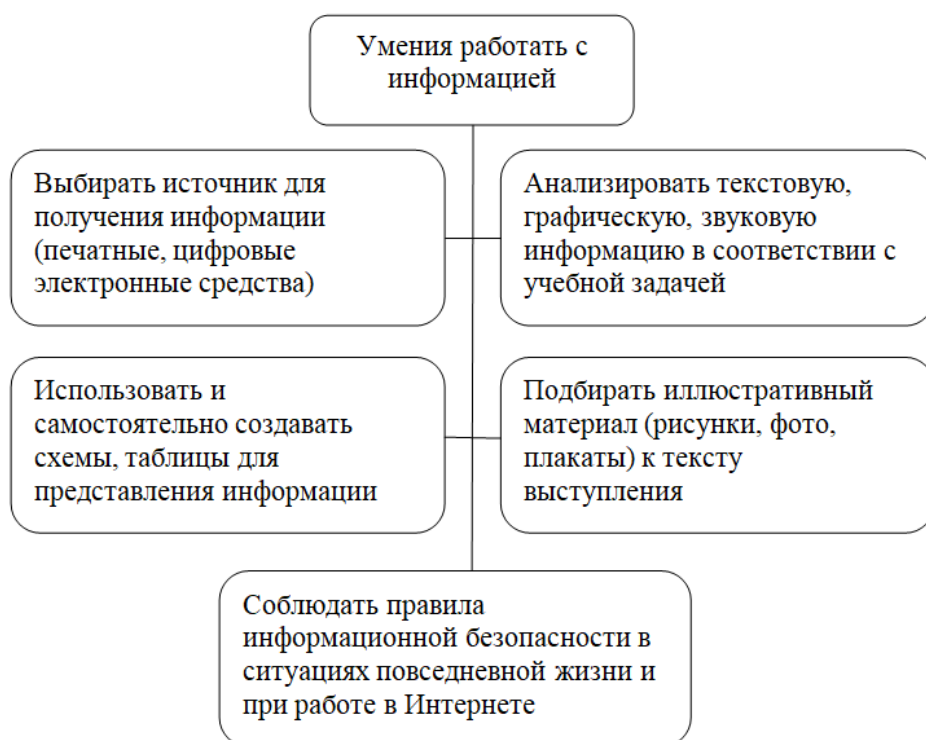 Умения работать с
информацией
Выбирать источник для
получения информации
(печатные, цифровые
электронные средства)
Анализировать текстовую,
графическую, звуковую
информацию в соответствии с
учебной задачей
Использовать и
самостоятельно создавать
схемы, таблицы для
представления информации
Подбирать иллюстративный
материал (рисунки, фото,
плакаты) к тексту
выступления
Соблюдать правила
информационной безопасности в
ситуациях повседневной жизни и
при работе в Интернете